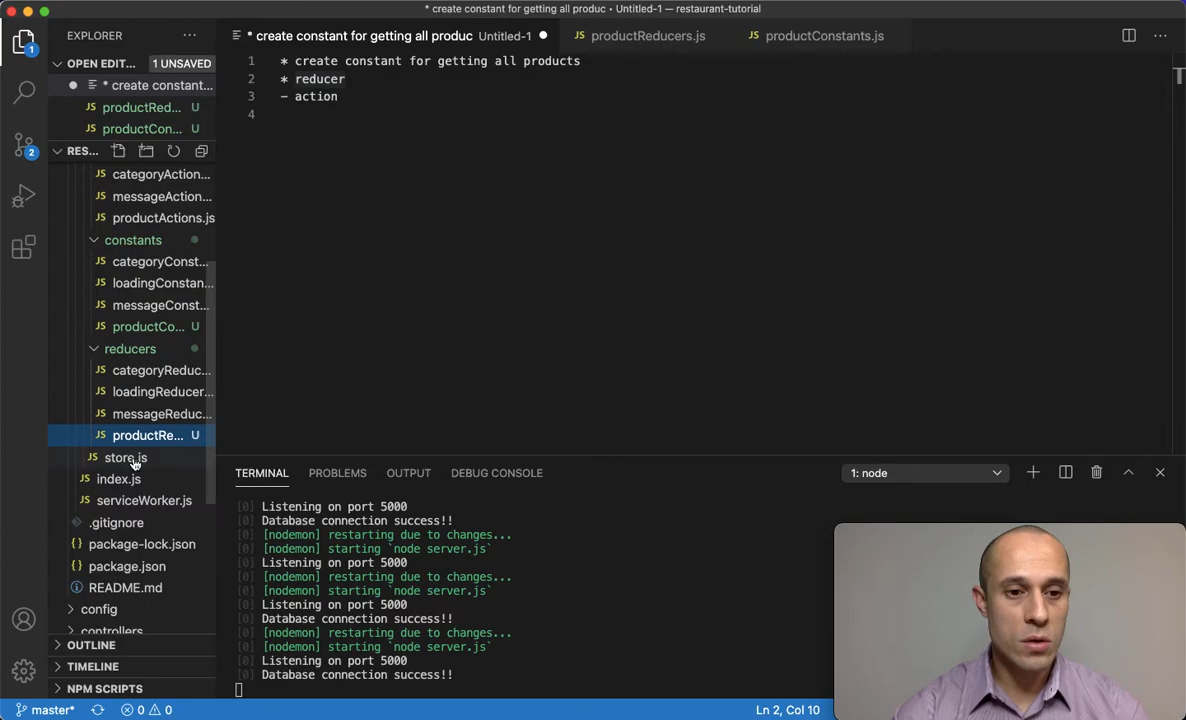 * create constant for getting all produc • Untitled-1 — restaurant-tutorial
EXPLORER
* create constant for getting all produc Untitled-1
productReducers.js
productConstants.js
OPEN EDIT... 1 UNSAVED
* create constant...
productRed... U
productCon... U
RES...
categoryAction...
messageAction...
productActions.js
constants
categoryConst...
loadingConstan...
messageConst...
productCo... U
reducers
categoryReduc...
loadingReducer...
messageReduc...
productRe... U
store.js
index.js
serviceWorker.js
.gitignore
package-lock.json
package.json
README.md
config
controllers
OUTLINE
TIMELINE
NPM SCRIPTS
1 * create constant for getting all products
2 * reducer
3 - action
4
TERMINAL PROBLEMS OUTPUT DEBUG CONSOLE 1: node
[0] Listening on port 5000
[0] Database connection success!!
[0] [nodemon] restarting due to changes...
[0] [nodemon] starting `node server.js`
[0] Listening on port 5000
[0] [nodemon] restarting due to changes...
[0] [nodemon] starting `node server.js`
[0] Listening on port 5000
[0] Database connection success!!
[0] [nodemon] restarting due to changes...
[0] [nodemon] starting `node server.js`
[0] Listening on port 5000
[0] Database connection success!!
master* 0 0 Ln 2, Col 10